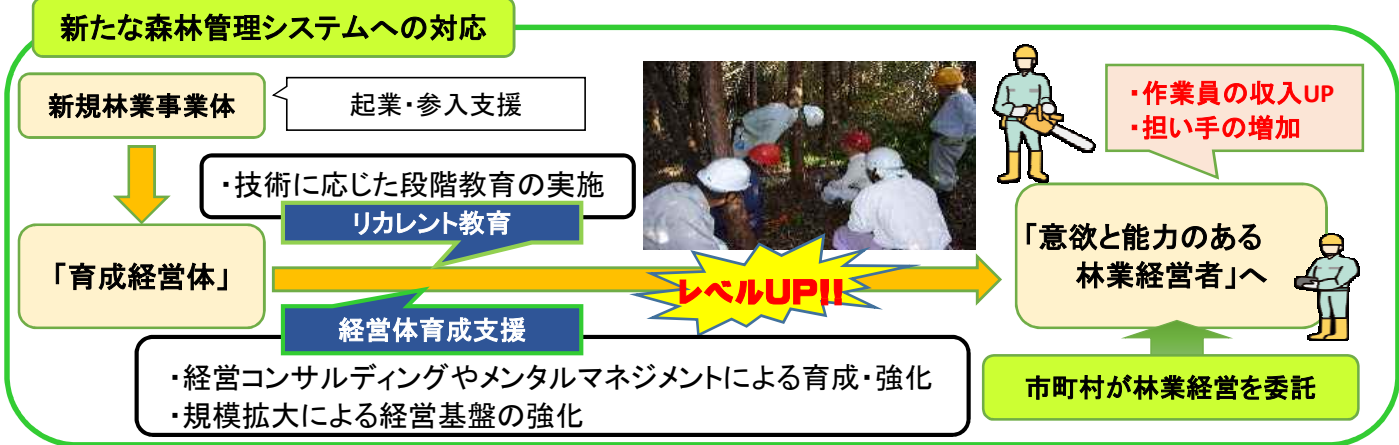 新たな森林管理システムへの対応
新規林業事業体
起業・参入支援
・技術に応じた段階教育の実施
リカレント教育
「育成経営体」
レベルUP!!
経営体育成支援
・経営コンサルディングやメンタルマネジメントによる育成・強化
・規模拡大による経営基盤の強化
・作業員の収入UP
・担い手の増加
「意欲と能力のある
林業経営者」へ
市町村が林業経営を委託